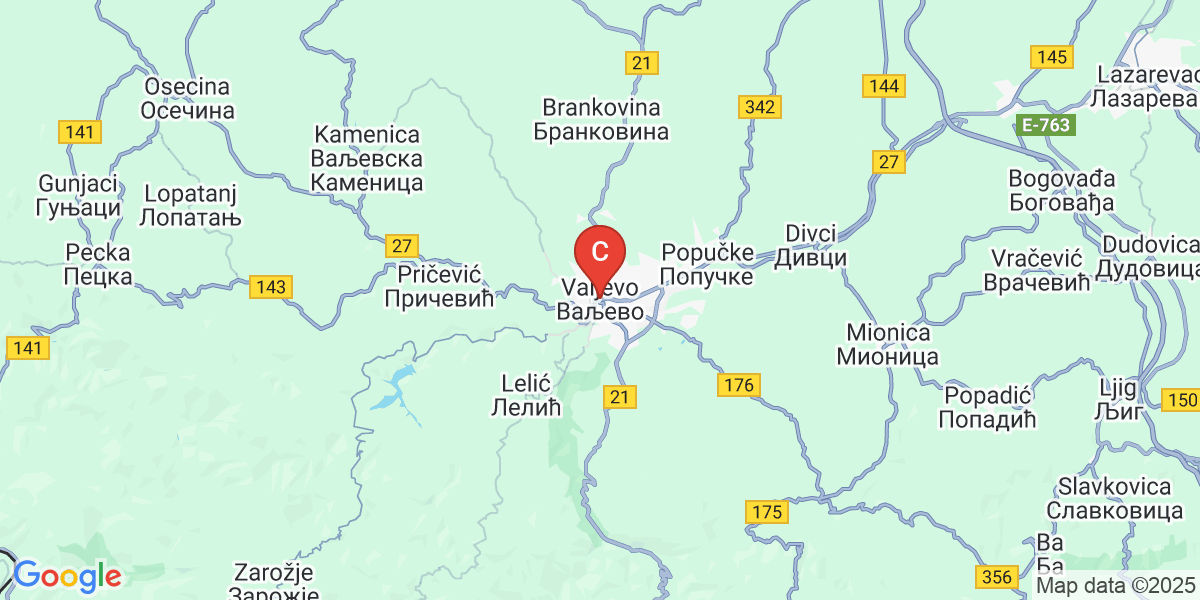 Osecina
Осечина
21
145
144
Lazarevac
Лазарева
342
Brankovina
Бранковина
141
Kamenica
Ваљевска
Каменица
E-763
27
Gunjaci
Гуњаци
Lopatanj
Лопатањ
Bogovađa
Боговађа
Pecka
Пецка
27
Pričević
Причевић
143
C
Valjevo
Ваљево
Popučke
Попучке
Divci
Дивци
Vračević
Врачевић
Dudovica
Дудовица
141
Mionica
Мионица
Lelić
Лелић
21
176
Popadić
Попадић
Ljig
Љиг
150
175
Slavkovica
Славковица
Ba
Ба
356
Zarožje
Зарожје
Google
Map data ©2025